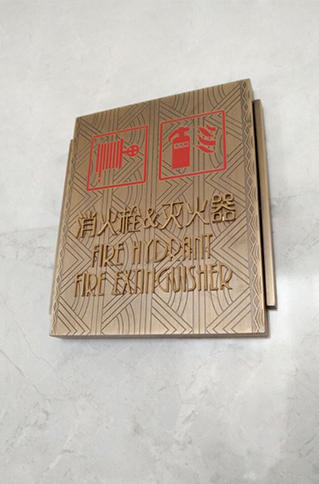 消火栓&灭火器
FIRE HYDRANT
FIRE EXTINGUISHER